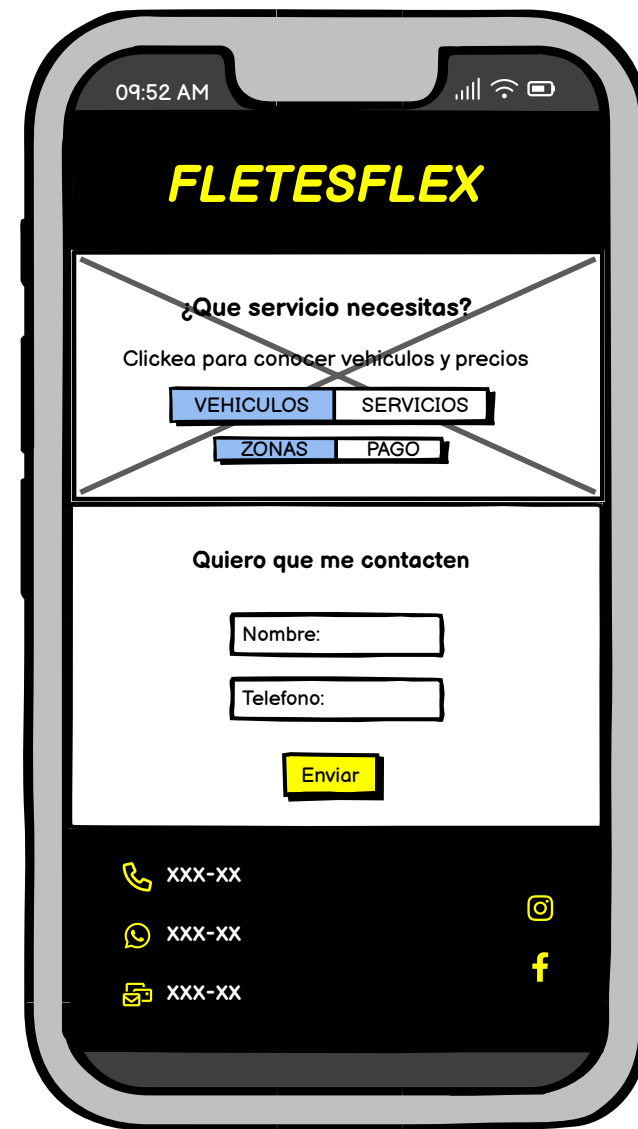 09:52 AM
FLETESFLEX
¿Que servicio necesitas?
Clickea para conocer vehiculos y precios
VEHICULOS SERVICIOS
ZONAS PAGO
Quiero que me contacten
Nombre:
Telefono:
Enviar
XXX-XX
XXX-XX
XXX-XX